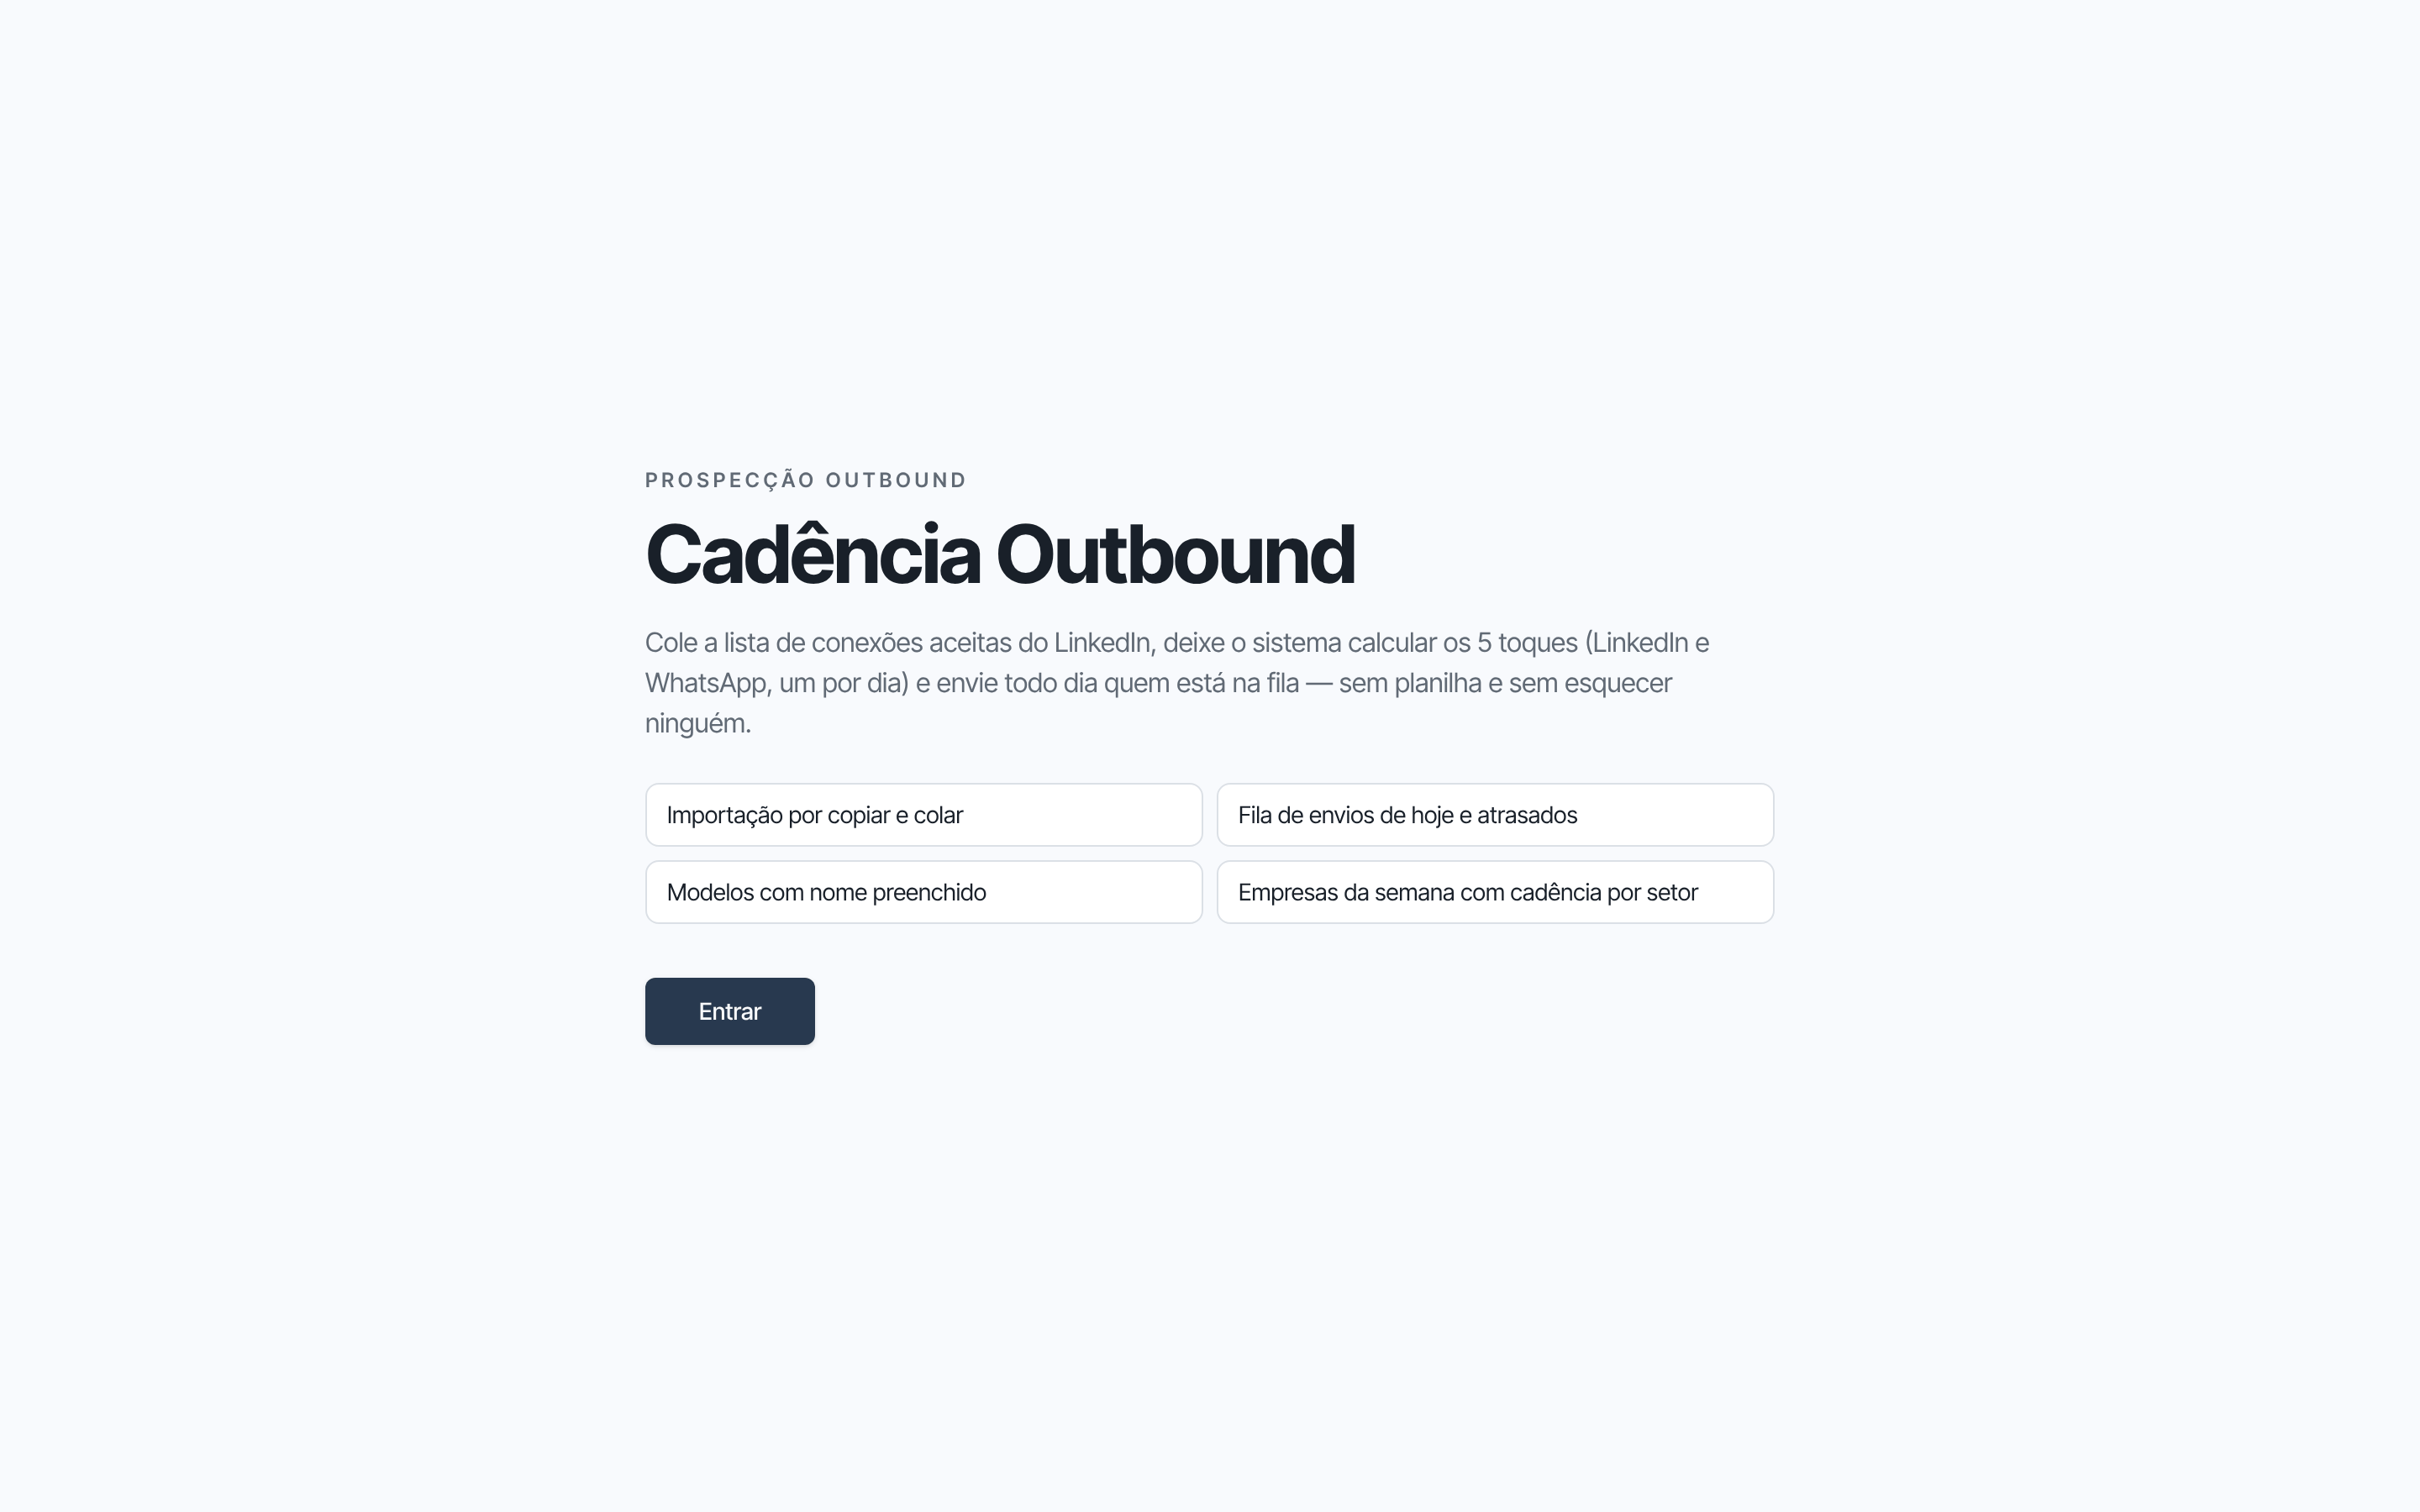 PROSPECÇÃO OUTBOUND
Cadência Outbound
Cole a lista de conexões aceitas do LinkedIn, deixe o sistema calcular os 5 toques (LinkedIn e
WhatsApp, um por dia) e envie todo dia quem está na fila — sem planilha e sem esquecer
ninguém.
Importação por copiar e colar
Fila de envios de hoje e atrasados
Modelos com nome preenchido
Empresas da semana com cadência por setor
Entrar